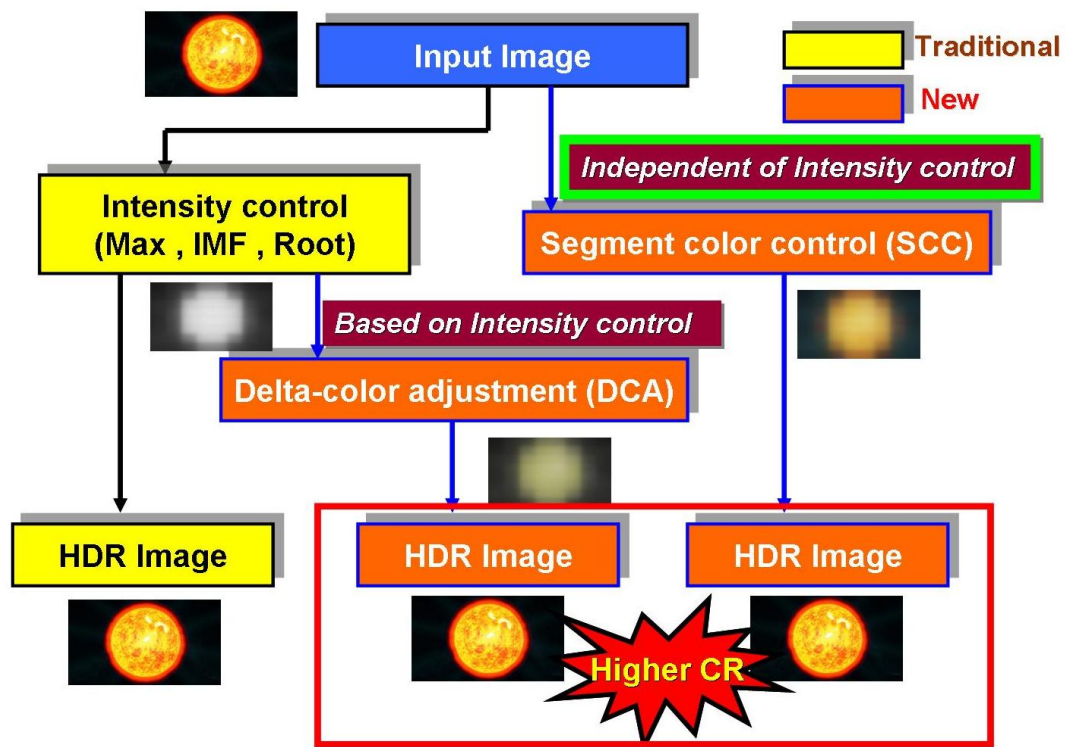 Input Image
Traditional
New
Independent of Intensity control
Intensity control
(Max , IMF , Root)
Segment color control (SCC)
Based on Intensity control
Delta-color adjustment (DCA)
HDR Image
HDR Image
HDR Image
Higher CR